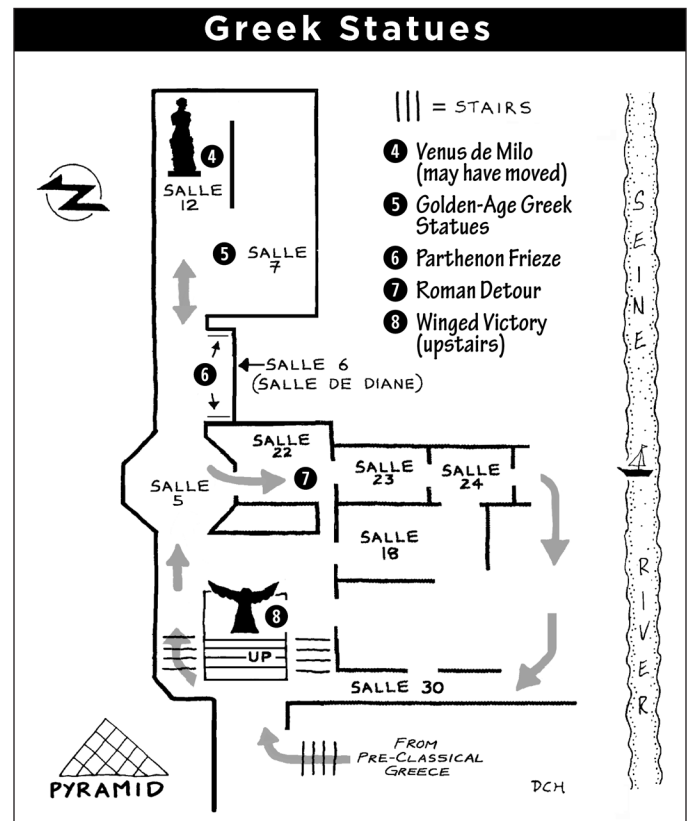 Greek Statues
= STAIRS
4 Venus de Milo
(may have moved)
5 Golden-Age Greek
Statues
6 Parthenon Frieze
7 Roman Detour
8 Winged Victory
(upstairs)
4
SALLE
12
5 SALLE
7
6
SALLE 6
(SALLE DE DIANE)
SALLE
22
7
SALLE
23
SALLE
24
SALLE
5
SALLE
18
8
UP
SALLE 30
FROM
PRE-CLASSICAL
GREECE
PYRAMID
DCH
SEINE RIVER